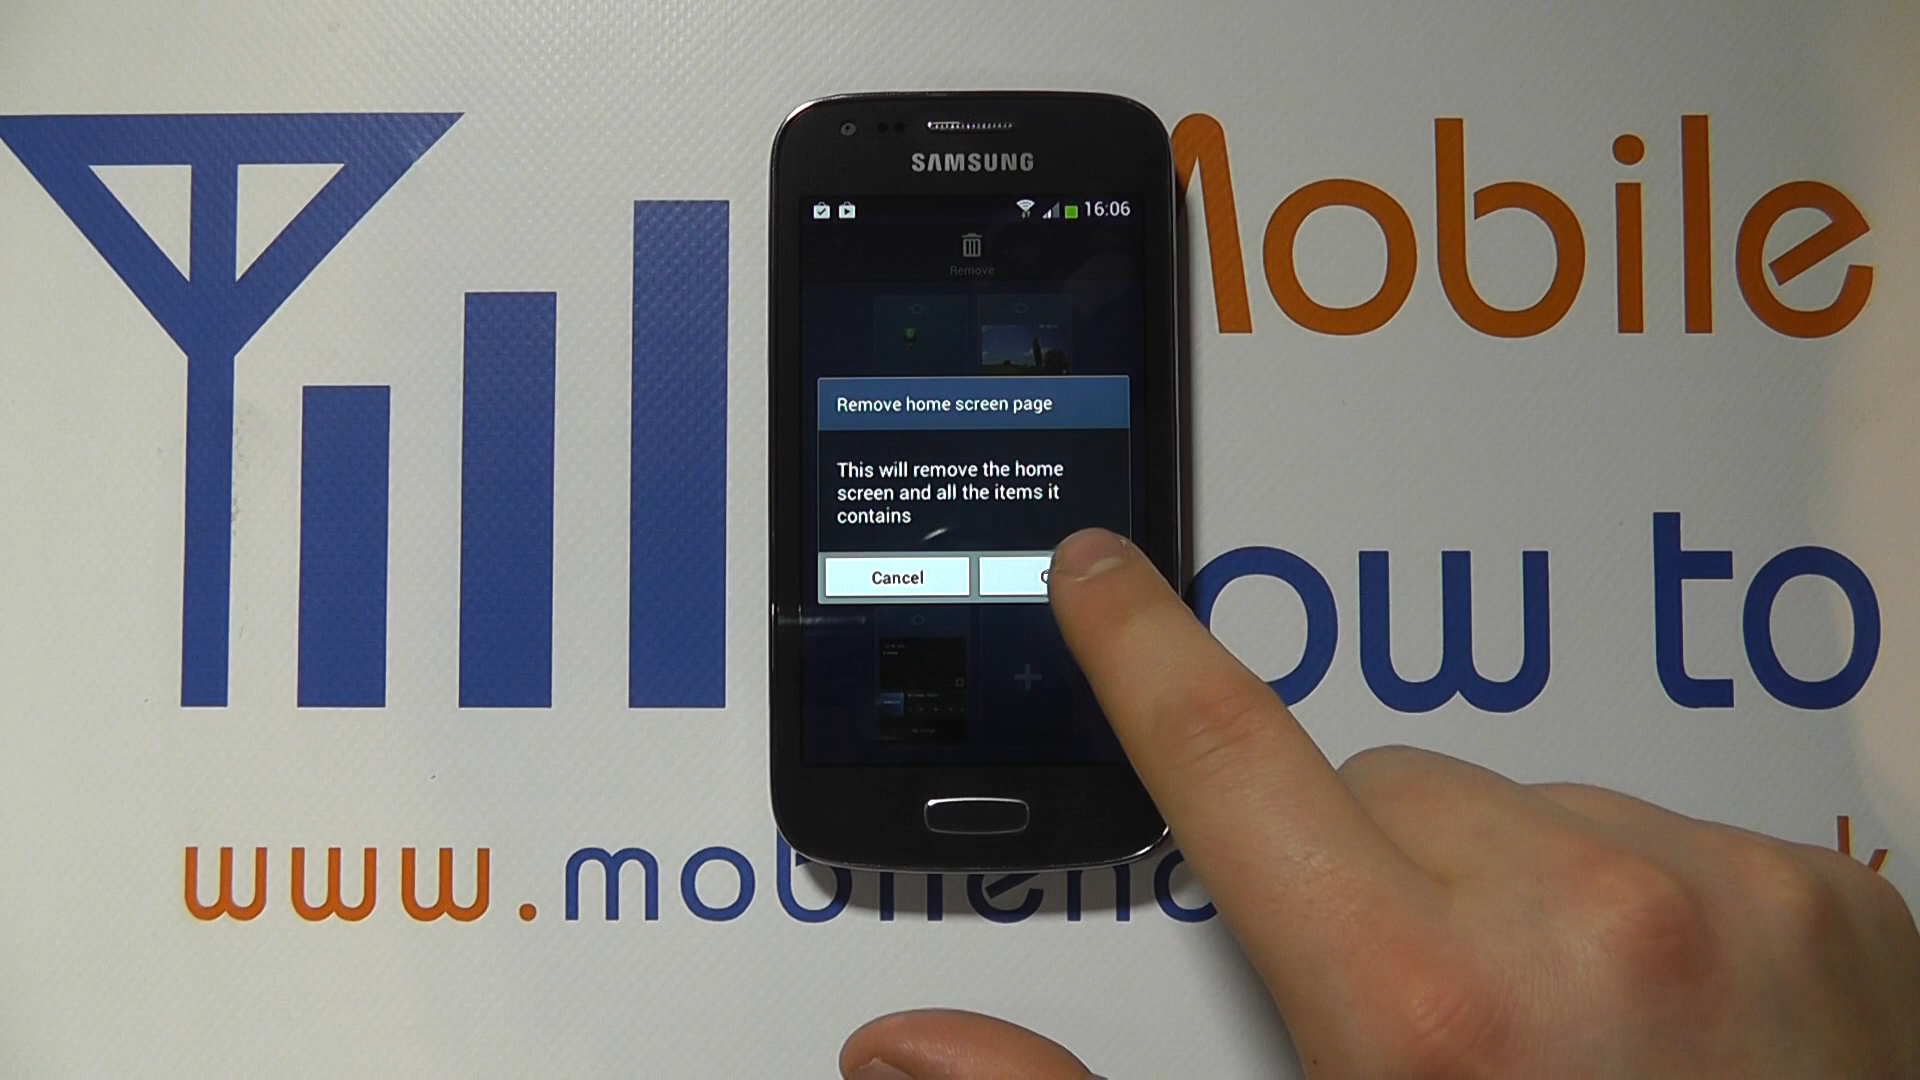 Mobile
SAMSUNG
16:06
Remove
Remove home screen page
This will remove the home
screen and all the items it
contains
Cancel
ow to
www.mobileho